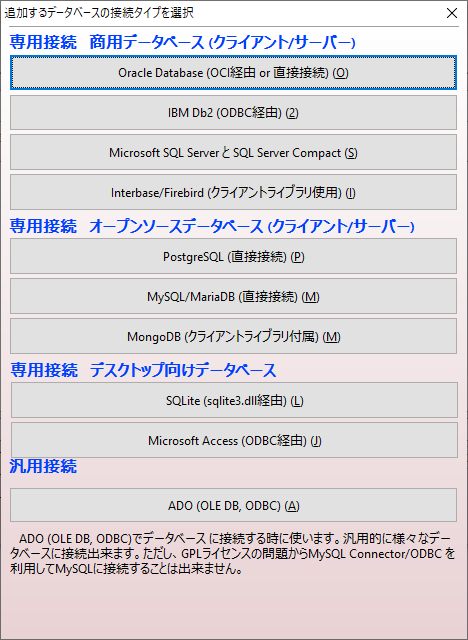 追加するデータベースの接続タイプを選択
専用接続 商用データベース (クライアント/サーバー)
Oracle Database (OCI経由 or 直接接続) (O)
IBM Db2 (ODBC経由) (2)
Microsoft SQL Server と SQL Server Compact (S)
Interbase/Firebird (クライアントライブラリ使用) (I)
専用接続 オープンソースデータベース (クライアント/サーバー)
PostgreSQL (直接接続) (P)
MySQL/MariaDB (直接接続) (M)
MongoDB (クライアントライブラリ付属) (M)
専用接続 デスクトップ向けデータベース
SQLite (sqlite3.dll経由) (L)
Microsoft Access (ODBC経由) (J)
汎用接続
ADO (OLE DB, ODBC) (A)
ADO (OLE DB, ODBC)でデータベース に接続する時に使います。汎用的に様々なデー
タベースに接続出来ます。ただし、GPLライセンスの問題からMySQL Connector/ODBC を
利用してMySQLに接続することは出来ません。